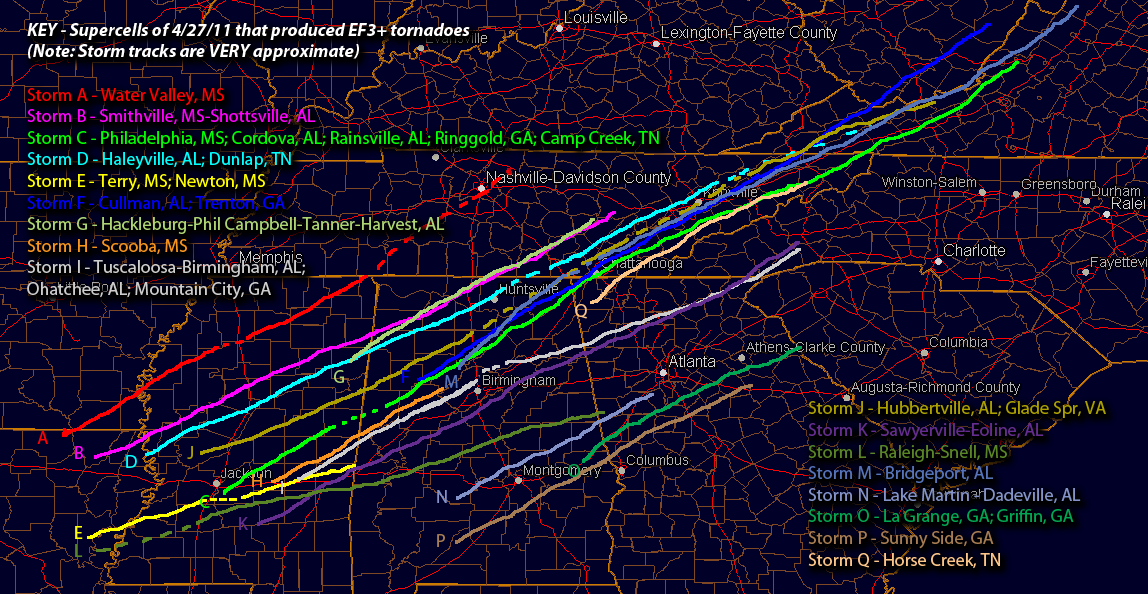 KEY - Supercells of 4/27/11 that produced EF3+ tornadoes
(Note: Storm tracks are VERY approximate)
Louisville
Lexington-Fayette County
Storm A - Water Valley, MS
Storm B - Smithville, MS-Shottsville, AL
Storm C - Philadelphia, MS; Cordova, AL; Rainsville, AL; Ringgold, GA; Camp Creek, TN
Storm D - Haleyville, AL; Dunlap, TN
Storm E - Terry, MS; Newton, MS
Storm F - Cullman, AL; Trenton, GA
Storm G - Hackleburg-Phil Campbell-Tanner-Harvest, AL
Storm H - Scooba, MS
Storm I - Tuscaloosa-Birmingham, AL;
Ohatchee, AL; Mountain City, GA
Nashville-Davidson County
Winston-Salem
Greensboro
Durham
Ralei
Memphis
Charlotte
Fayettevi
Huntsville
Q
Birmingham
Atlanta
Athens-Clarke County
Columbia
Augusta-Richmond County
G
F
M
A
B
D
J
Jackson
Montgomery
Columbus
C
H
I
E
L
K
N
O
P
Storm J - Hubbertville, AL; Glade Spr, VA
Storm K - Sawyerville-Eoline, AL
Storm L - Raleigh-Snell, MS
Storm M - Bridgeport, AL
Storm N - Lake Martin - Dadeville, AL
Storm O - La Grange, GA; Griffin, GA
Storm P - Sunny Side, GA
Storm Q - Horse Creek, TN